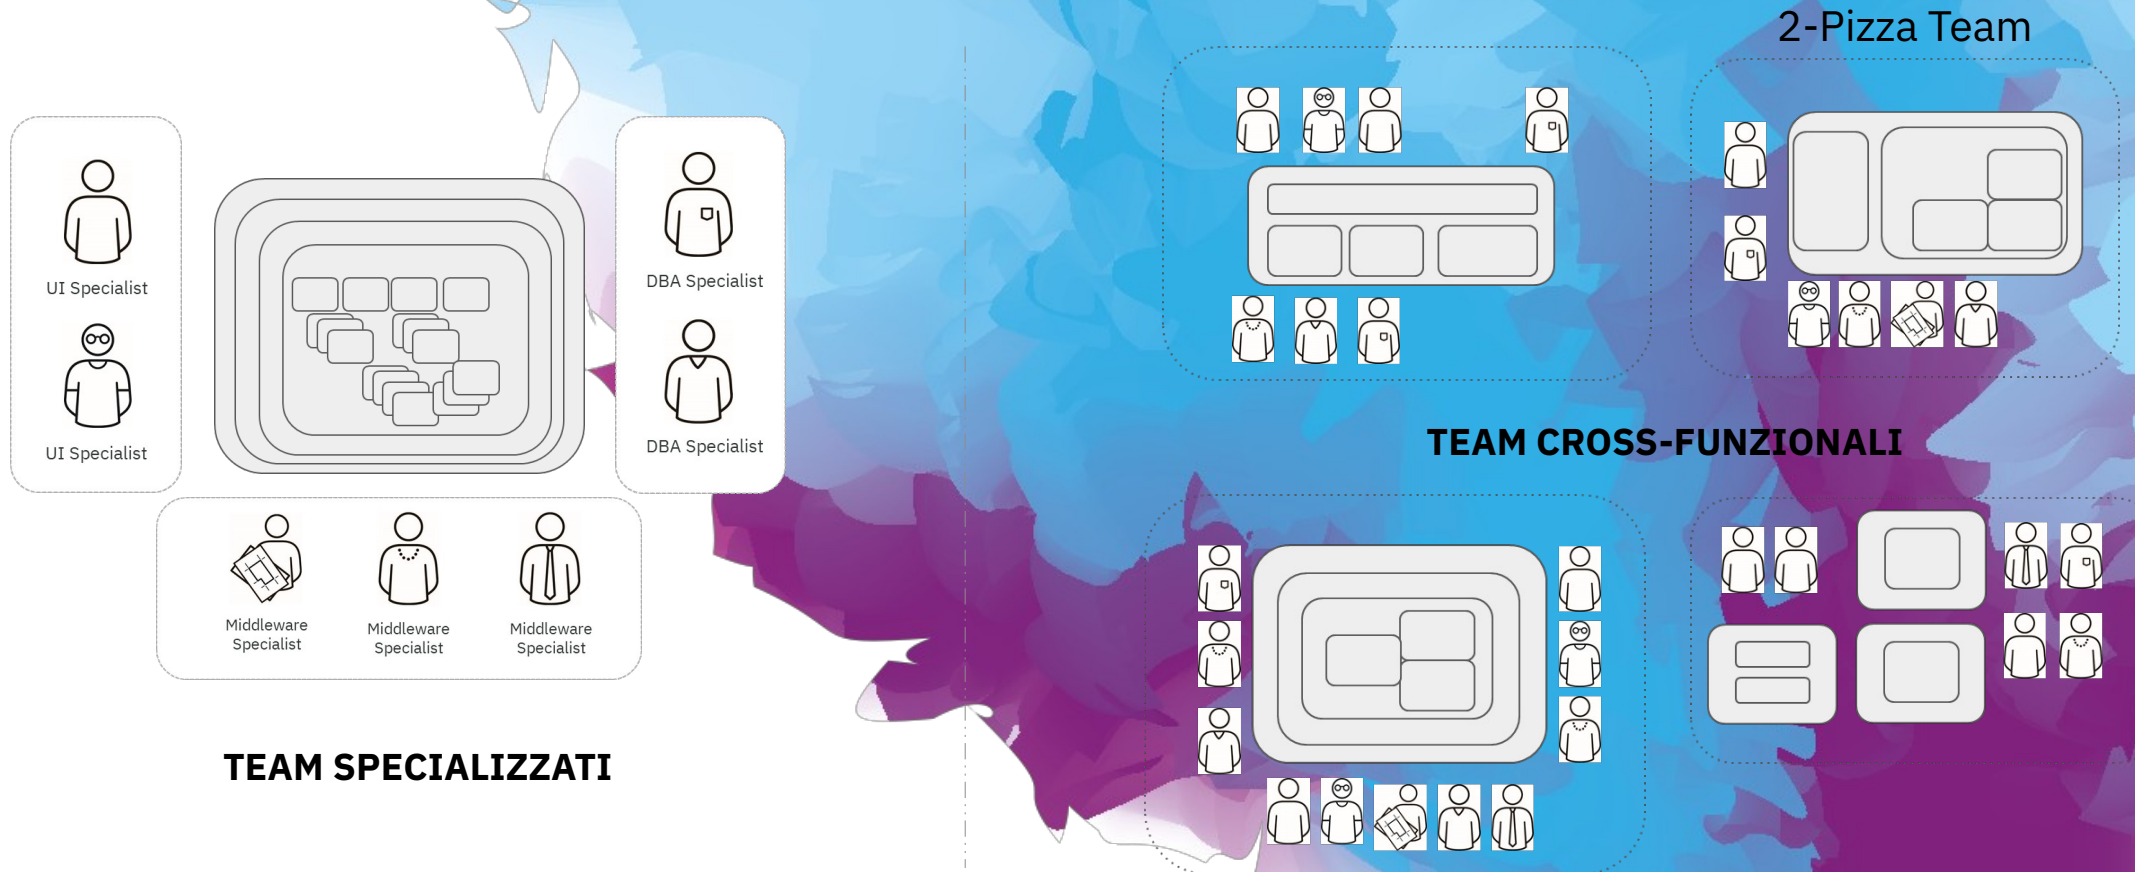 2-Pizza Team
UI Specialist
UI Specialist
DBA Specialist
DBA Specialist
Middleware
Specialist
Middleware
Specialist
Middleware
Specialist
TEAM SPECIALIZZATI
TEAM CROSS-FUNZIONALI